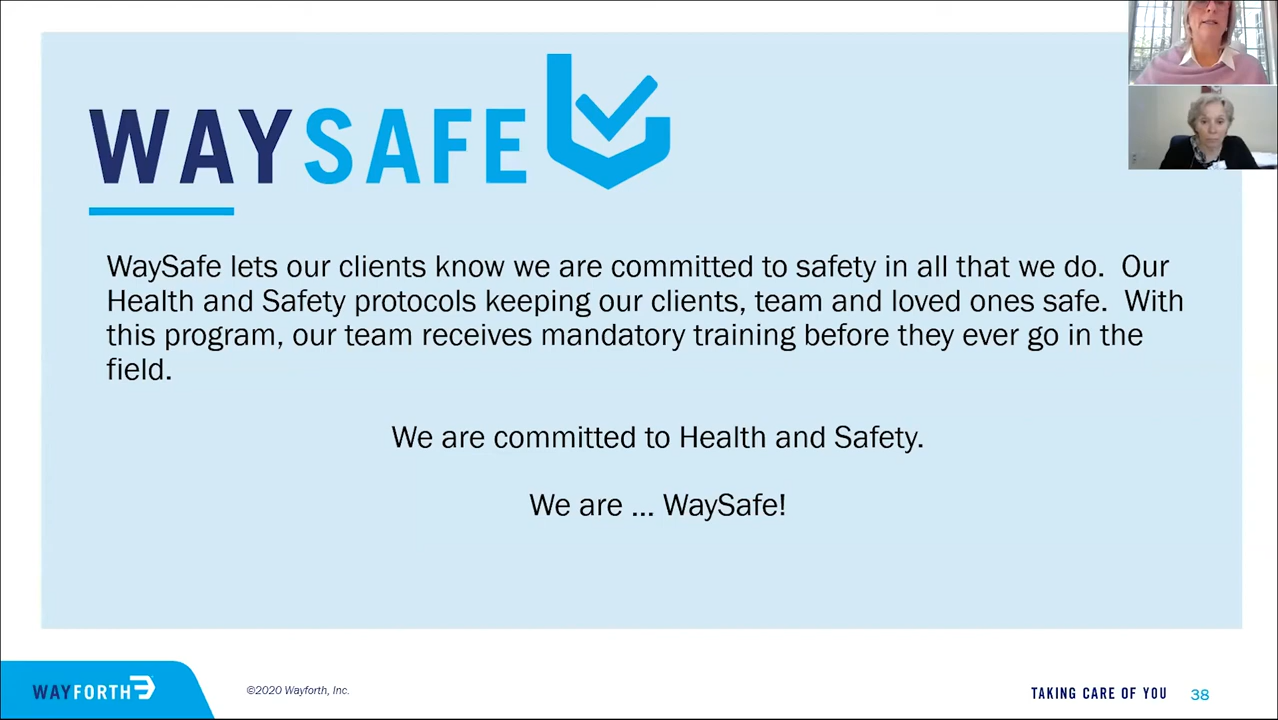 WAYSAFE
WaySafe lets our clients know we are committed to safety in all that we do.  Our
Health and Safety protocols keeping our clients, team and loved ones safe.  With
this program, our team receives mandatory training before they ever go in the
field.
We are committed to Health and Safety.
We are ... WaySafe!
WAYFORTH
©2020 Wayforth, Inc.
TAKING CARE OF YOU
38